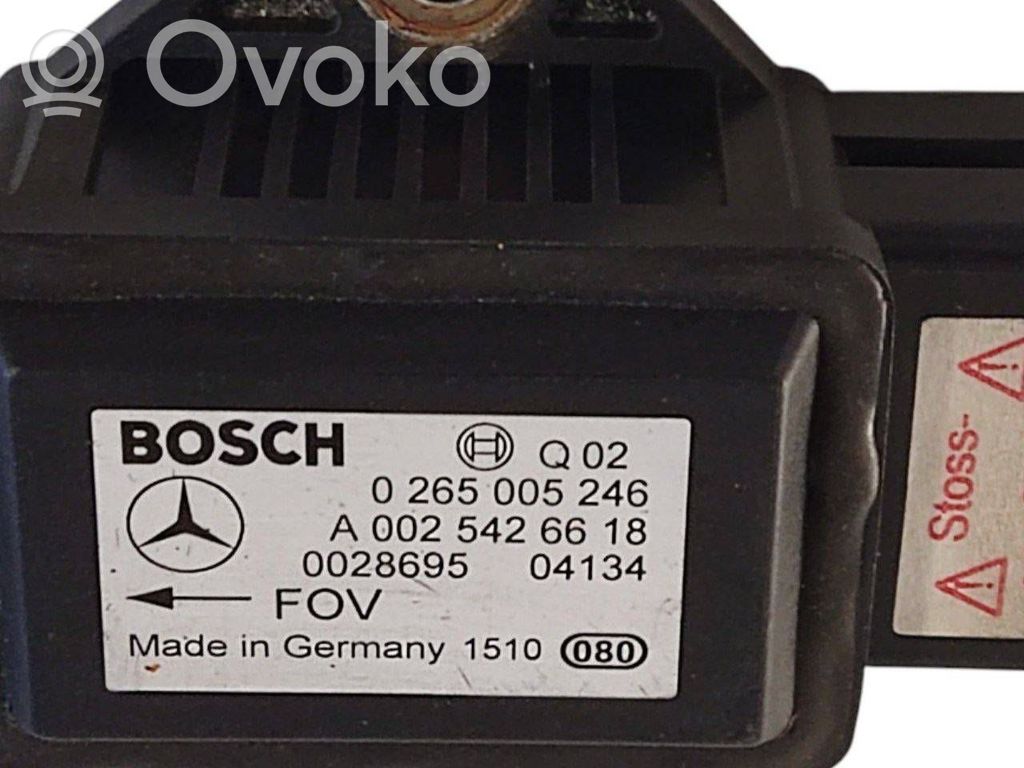 Ovoko
BOSCH
Q 02
0 265 005 246
A 002 542 66 18
0028695 04134
FOV
Made in Germany 1510 080
Stoss-